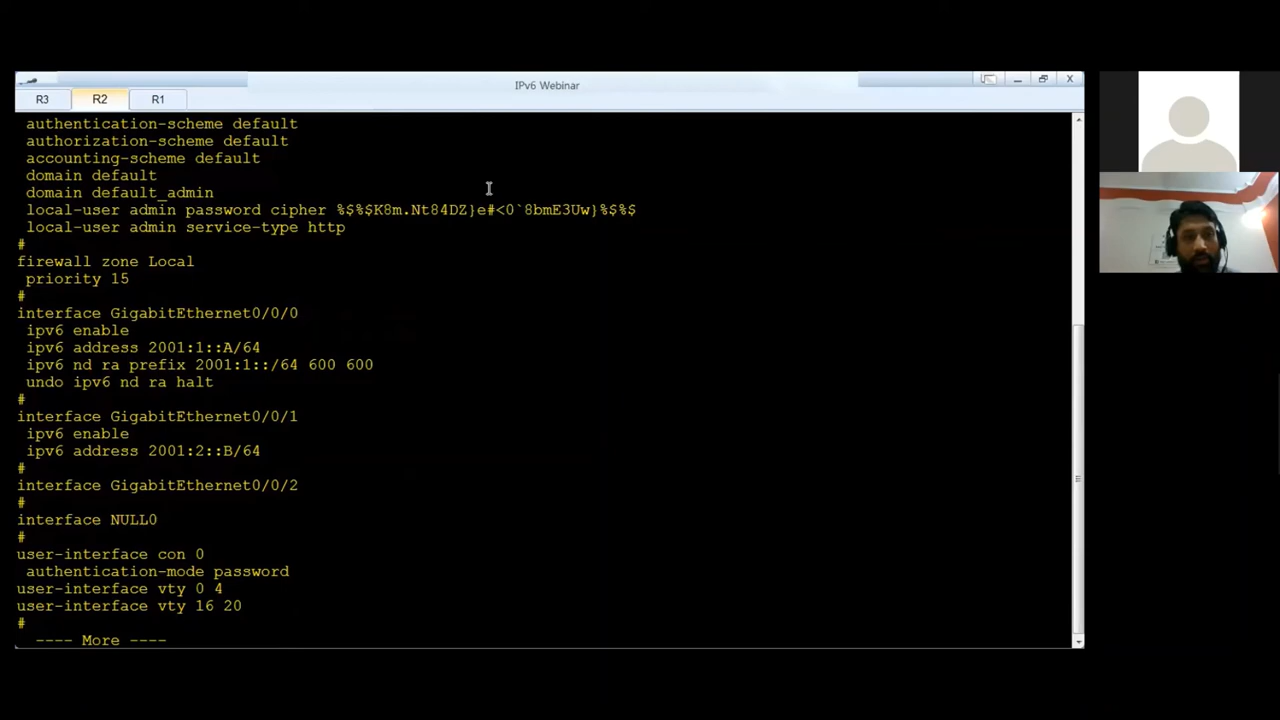 IPv6 Webinar
R3 R2 R1
authentication-scheme default
authorization-scheme default
accounting-scheme default
domain default
domain default_admin
local-user admin password cipher %$%$K8m.Nt84DZ}e#<0`8bmE3Uw}%$%$
local-user admin service-type http
#
firewall zone Local
priority 15
#
interface GigabitEthernet0/0/0
ipv6 enable
ipv6 address 2001:1::A/64
ipv6 nd ra prefix 2001:1::/64 600 600
undo ipv6 nd ra halt
#
interface GigabitEthernet0/0/1
ipv6 enable
ipv6 address 2001:2::B/64
#
interface GigabitEthernet0/0/2
#
interface NULL0
#
user-interface con 0
authentication-mode password
user-interface vty 0 4
user-interface vty 16 20
#
---- More ----